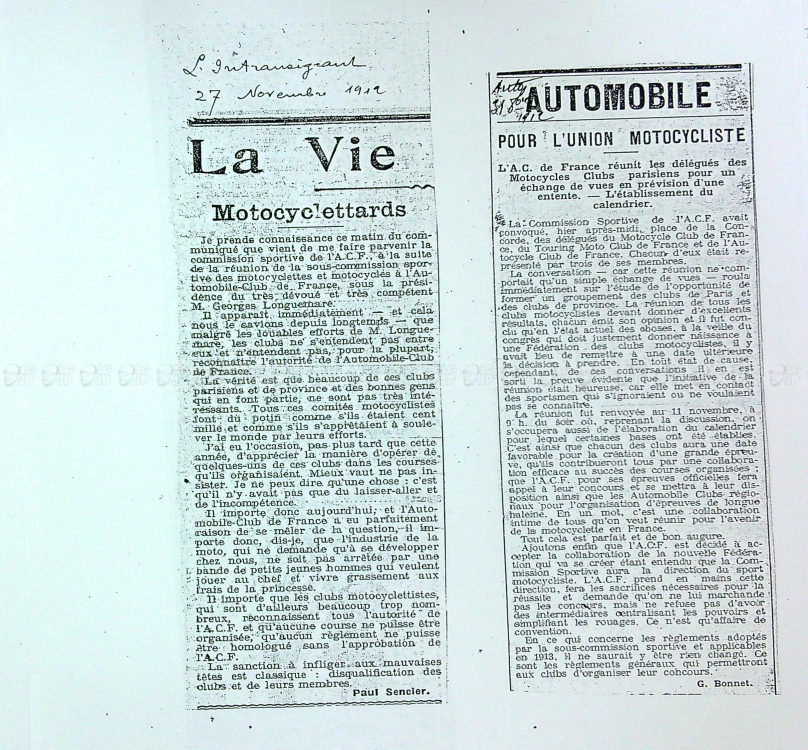 L'Intransigeant
27 Novembre 1912
La Vie
Motocyclettards
Je prends connaissance ce matin du com-
muniqué que vient de me faire parvenir la
commission sportive de l'A.C.F., à la suite
de la réunion de la sous-commission spor-
tive des motocyclettes et motocycles à l'Au-
tomobile-Club de France, sous la prési-
dence du très dévoué et très compétent
M. Georges Longuemare.
Il apparaît immédiatement — et cela
nous le savions depuis longtemps — que
malgré les louables efforts de M. Longue-
mare, les clubs ne s'entendent pas entre
eux et n'entendent pas, pour la plupart,
reconnaître l'autorité de l'Automobile-Club
de France.
La vérité est que beaucoup de ces clubs
parisiens et de province et des bonnes gens
qui en font partie, ne sont pas très inté-
ressants. Tous ces comités motocyclistes
font du potin comme s'ils étaient cent
mille et comme s'ils s'apprêtaient à soule-
ver le monde par leurs efforts.
J'ai eu l'occasion, pas plus tard que cette
année, d'apprécier la manière d'opérer de
quelques-uns de ces clubs dans les courses
qu'ils organisaient. Mieux vaut ne pas in-
sister. Je ne peux dire qu'une chose : c'est
qu'il n'y avait pas que du laisser-aller et
de l'incompétence.
Il importe donc aujourd'hui, et l'Auto-
mobile-Club de France a eu parfaitement
raison de se mêler de la question, il im-
porte donc, dis-je, que l'industrie de la
moto, qui ne demande qu'à se développer
chez nous, ne soit pas arrêtée par une
bande de petits jeunes hommes qui veulent
jouer au chef et vivre grassement aux
frais de la princesse.
Il importe que les clubs motocyclettistes,
qui sont d'ailleurs beaucoup trop nom-
breux, reconnaissent tous l'autorité de
l'A.C.F. et qu'aucune course ne puisse être
organisée, qu'aucun règlement ne puisse
être homologué sans l'approbation de
l'A.C.F.
La sanction à infliger aux mauvaises
têtes est classique : disqualification des
clubs et de leurs membres.
Paul Sencier.
Auto
1912
AUTOMOBILE
POUR L'UNION MOTOCYCLISTE
L'A.C. de France réunit les délégués des
Motocycles Clubs parisiens pour un
échange de vues en prévision d'une
entente. — L'établissement du
calendrier.
La Commission Sportive de l'A.C.F. avait
convoqué, hier après-midi, place de la Con-
corde, des délégués du Motocycle Club de Fran-
ce, du Touring Moto Club de France et de l'Au-
tocycle Club de France. Chacun d'eux était re-
présenté par trois de ses membres.
La conversation — car cette réunion ne com-
portait qu'un simple échange de vues — roula
immédiatement sur l'étude de l'opportunité de
former un groupement des clubs de Paris et
des clubs de province. La réunion de tous les
clubs motocyclistes devant donner d'excellents
résultats, chacun émit son opinion et il fut con-
clu qu'en l'état actuel des choses, à la veille du
congrès qui doit justement donner naissance à
une Fédération des clubs motocyclistes, il y
avait lieu de remettre à une date ultérieure
la décision à prendre. En tout état de cause,
cependant, de ces conversations il en est
sorti la preuve évidente que l'initiative de la
réunion était heureuse, car elle met en contact
des sportsmen qui s'ignoraient ou ne voulaient
pas se connaître.
La réunion fut renvoyée au 11 novembre, à
9 h. du soir où, reprenant la discussion, on
s'occupera aussi de l'élaboration du calendrier
pour lequel certaines bases ont été établies.
C'est ainsi que chacun des clubs aura une date
favorable pour la création d'une grande épreu-
ve, qu'ils contribueront tous par une collabora-
tion efficace au succès des courses organisées ;
que l'A.C.F. pour ses épreuves officielles fera
appel à leur concours et se mettra à leur dis-
position ainsi que les Automobile Clubs régio-
naux pour l'organisation d'épreuves de longue
haleine. En un mot, c'est une collaboration
intime de tous qu'on veut réunir pour l'avenir
de la motocyclette en France.
Tout cela est parfait et de bon augure.
Ajoutons enfin que l'A.C.F. est décidé à ac-
cepter la collaboration de la nouvelle Fédéra-
tion qui va se créer étant entendu que la Com-
mission Sportive aura la direction du sport
motocycliste. L'A.C.F. prend en mains cette
direction, fera les sacrifices nécessaires pour la
réussite et demande qu'on ne lui marchande
pas les concours, mais ne refuse pas d'avoir
des intermédiaires centralisant les pouvoirs et
simplifiant les rouages. Ce n'est qu'affaire de
convention.
En ce qui concerne les règlements adoptés
par la sous-commission sportive et applicables
en 1913, il ne saurait y être rien changé. Ce
sont les règlements généraux qui permettront
aux clubs d'organiser leur concours.
G. Bonnet.